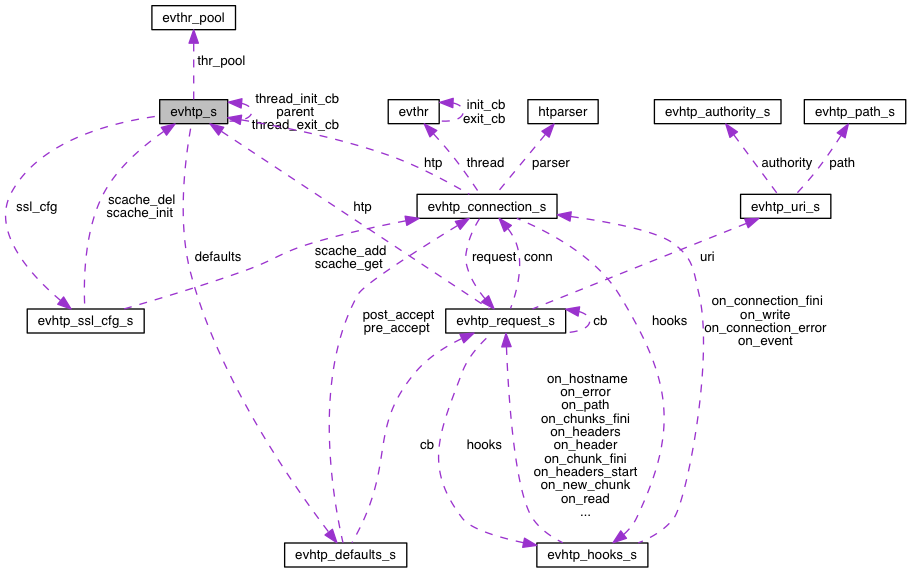 evthr_pool
thr_pool
evhtp_s
thread_init_cb
parent
thread_exit_cb
evthr
init_cb
exit_cb
htparser
evhtp_authority_s
evhtp_path_s
htp
thread
parser
authority
path
ssl_cfg
scache_del
scache_init
htp
evhtp_connection_s
evhtp_uri_s
defaults
scache_add
scache_get
request
conn
uri
evhtp_ssl_cfg_s
post_accept
pre_accept
evhtp_request_s
cb
hooks
on_connection_fini
on_write
on_connection_error
on_event
cb
hooks
on_hostname
on_error
on_path
on_chunks_fini
on_headers
on_header
on_chunk_fini
on_headers_start
on_new_chunk
on_read
...
evhtp_defaults_s
evhtp_hooks_s